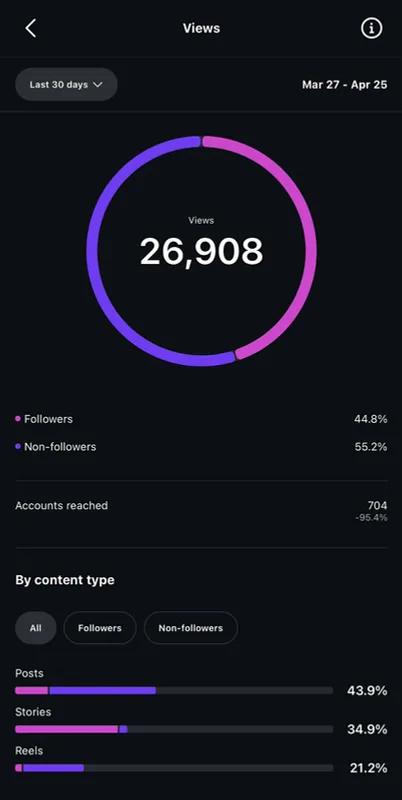 Views
Last 30 days
Mar 27 - Apr 25
Views
26,908
Followers 44.8%
Non-followers 55.2%
Accounts reached 704
-95.4%
By content type
All Followers Non-followers
Posts
43.9%
Stories
34.9%
Reels
21.2%